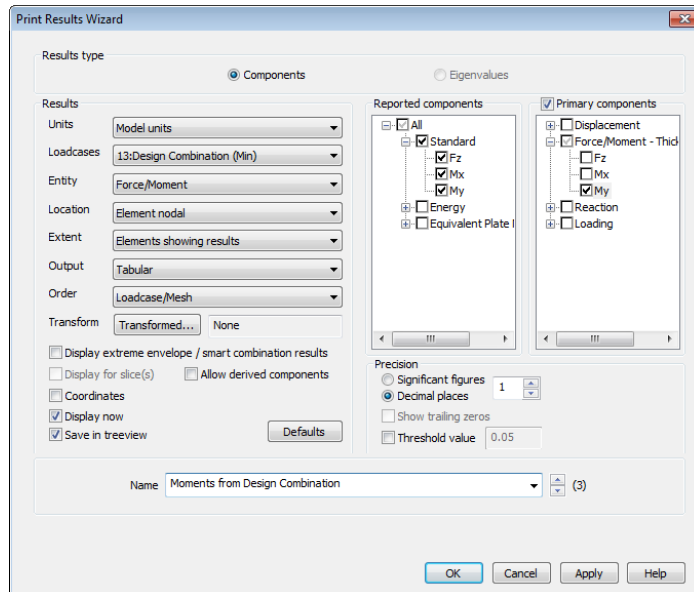 Print Results Wizard
Results type
Components
Eigenvalues
Results
Units
Model units
Loadcases
13:Design Combination (Min)
Entity
Force/Moment
Location
Element nodal
Extent
Elements showing results
Output
Tabular
Order
Loadcase/Mesh
Transform
Transformed...
None
Display extreme envelope / smart combination results
Display for slice(s)
Allow derived components
Coordinates
Display now
Save in treeview
Defaults
Reported components
All
Standard
Fz
Mx
My
Energy
Equivalent Plate I
Primary components
Displacement
Force/Moment - Thick
Fz
Mx
My
Reaction
Loading
Precision
Significant figures
Decimal places
1
Show trailing zeros
Threshold value
0.05
Name
Moments from Design Combination
(3)
OK
Cancel
Apply
Help